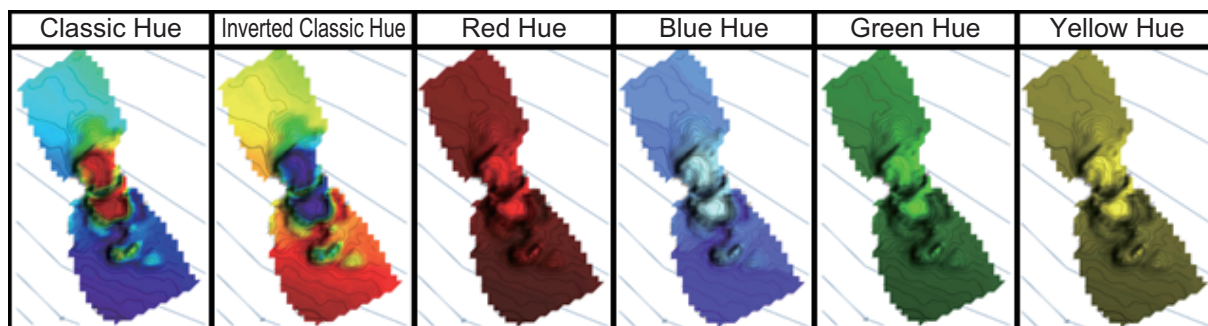 Classic Hue
Inverted Classic Hue
Red Hue
Blue Hue
Green Hue
Yellow Hue